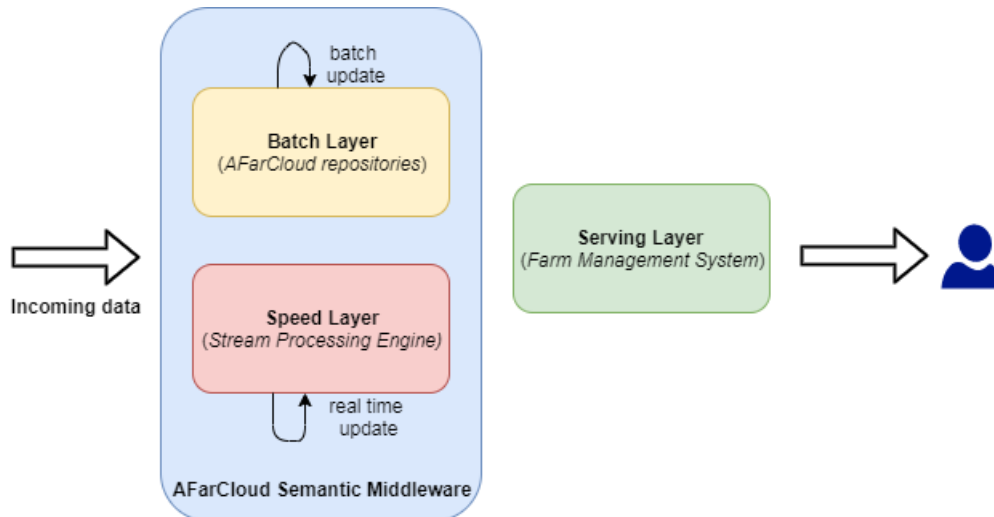 batch
update
Batch Layer
(AFarCloud repositories)
Serving Layer
(Farm Management System)
Incoming data
Speed Layer
(Stream Processing Engine)
real time
update
AFarCloud Semantic Middleware